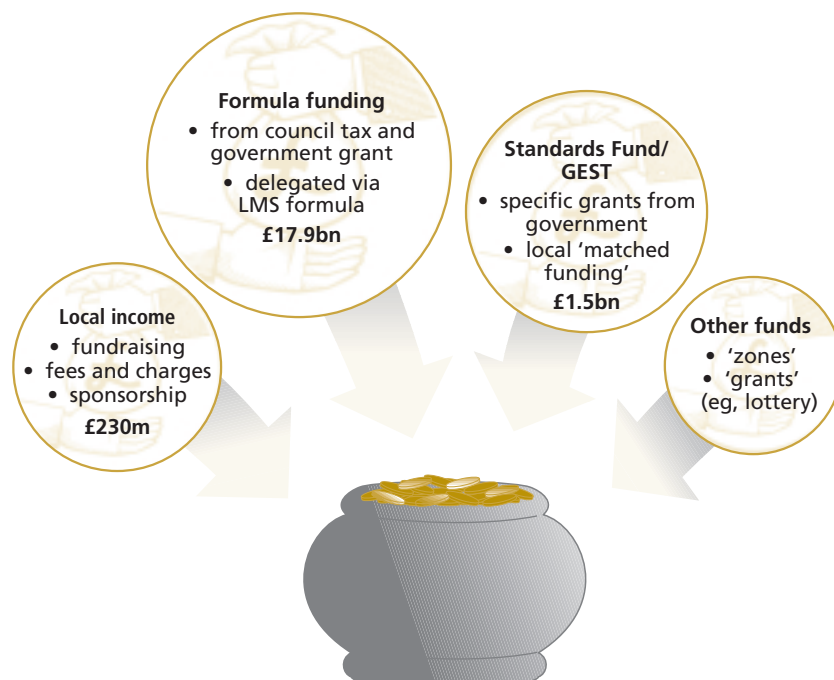 Formula funding
• from council tax and
government grant
• delegated via
LMS formula
£17.9bn
Standards Fund/
GEST
• specific grants from
government
• local ‘matched
funding’
£1.5bn
Local income
• fundraising
• fees and charges
• sponsorship
£230m
Other funds
• ‘zones’
• ‘grants’
(eg, lottery)